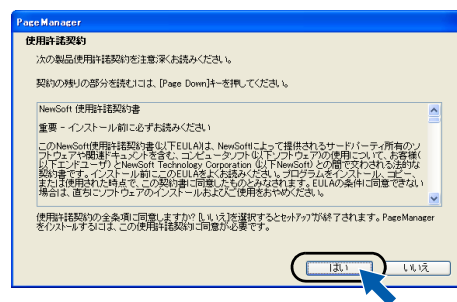 PageManager
使用許諾契約
次の製品使用許諾契約を注意深くお読みください。
契約の残りの部分を読むには、[Page Down]キーを押してください。
NewSoft 使用許諾契約書
重要 – インストール前に必ずお読みください
このNewSoft使用許諾契約書(以下EULA)は、NewSoftによって提供されるサードパーティ所有のソ
フトウェアや関連ドキュメントを含む、コンピュータソフト(以下ソフトウェア)の使用について、お客様(
以下エンドユーザ)とNewSoft Technology Corporation (以下NewSoft)との間で交わされる法的な
契約書です。インストール前にこのEULAをよくお読みください。プログラムをインストール、コピー、
または使用された時点で、この契約書に同意したものとみなされます。EULAの条件に同意できない
場合は、直ちにソフトウェアのインストールおよびご使用をおやめください。
使用許諾契約の全条項に同意しますか? [いいえ]を選択するとセットアップが終了されます。PageManager
をインストールするには、この使用許諾契約に同意が必要です。
はい
いいえ